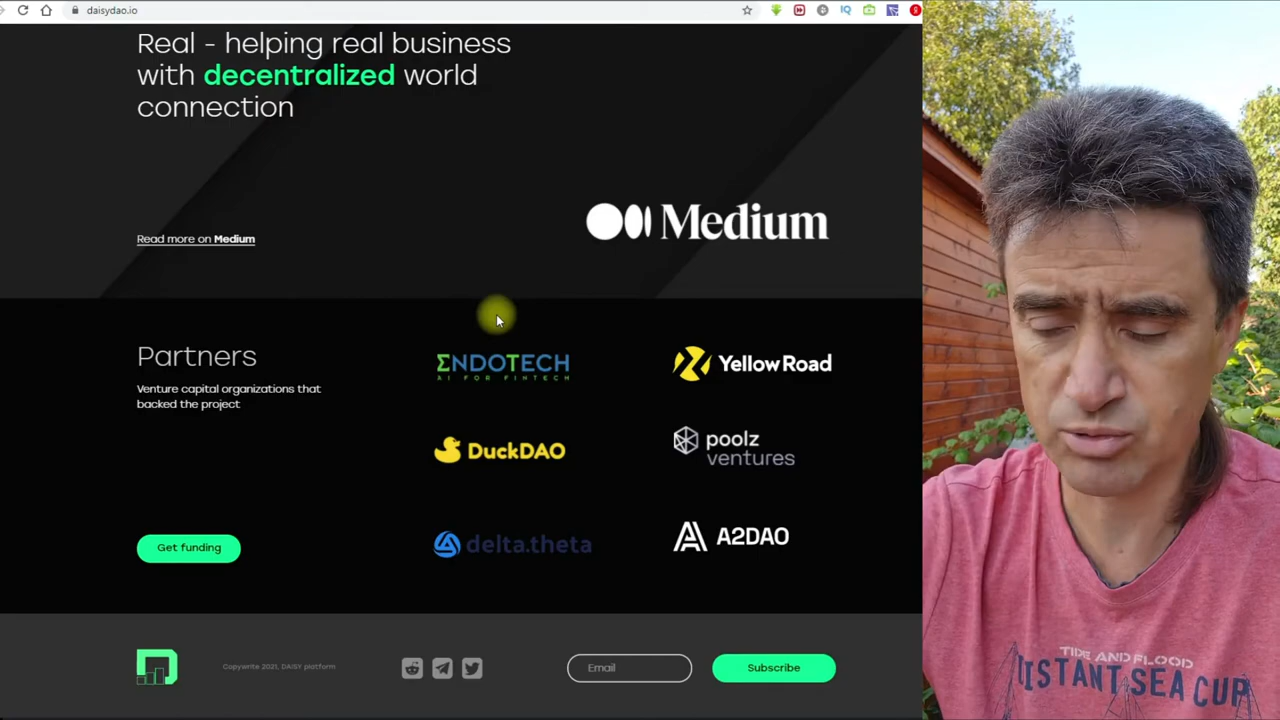 daisydao.io
Real - helping real business
with decentralized world
connection
Read more on Medium
Medium
Partners
Venture capital organizations that
backed the project
ENDOTECH
AI FOR FINTECH
YellowRoad
DuckDAO
poolz
ventures
delta.theta
A2DAO
Get funding
Copywrite 2021, DAISY platform
Email
Subscribe
TIDE AND FLOOD
DISTANT SEA CUP